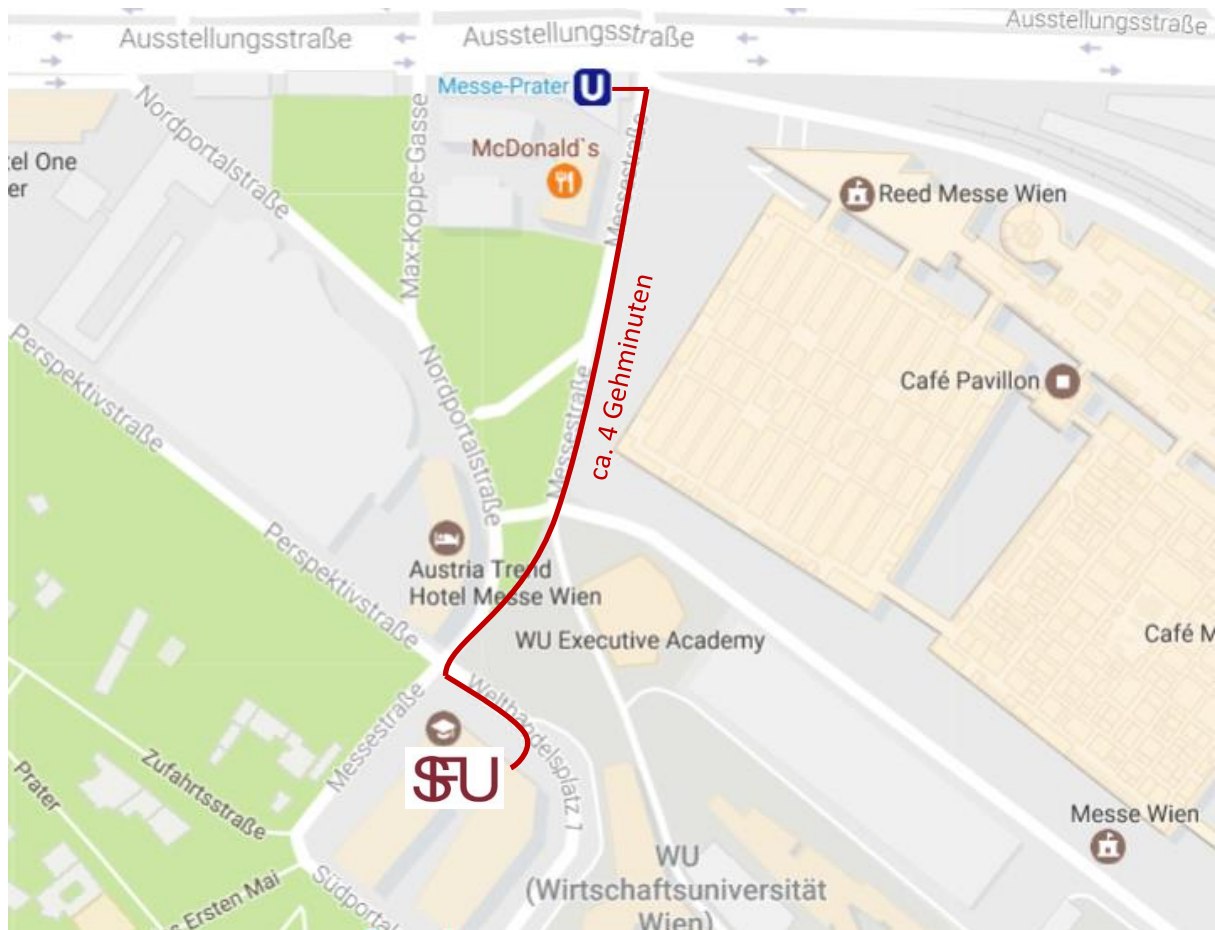 Ausstellungsstraße
Ausstellungsstraße
Ausstellungsstraße
Messe-Prater U
Nordportalstraße
Max-Koppe-Gasse
McDonald`s
Messestraße
tel One
er
Reed Messe Wien
ca. 4 Gehminuten
Perspektivstraße
Nordportalstraße
Messestraße
Café Pavillon
Perspektivstraße
Austria Trend
Hotel Messe Wien
WU Executive Academy
Café M
Welthandelsplatz 1
Messestraße
SFU
Zufahrtsstraße
Prater
Messe Wien
WU
(Wirtschaftsuniversität
Wien)
s Ersten Mai
Südportal